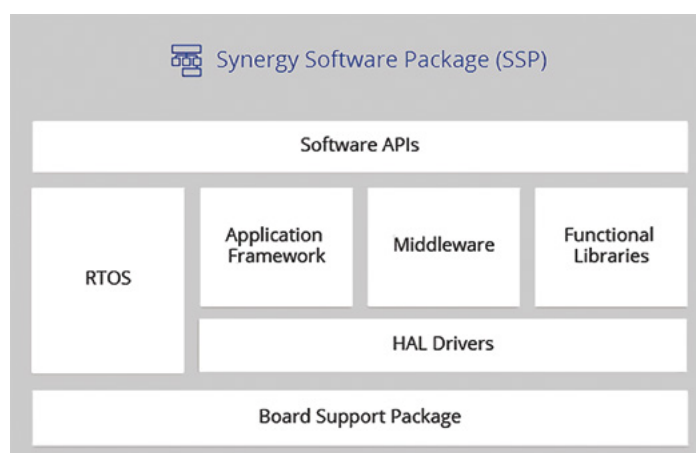 Synergy Software Package (SSP)
Software APIs
RTOS
Application
Framework
Middleware
Functional
Libraries
HAL Drivers
Board Support Package